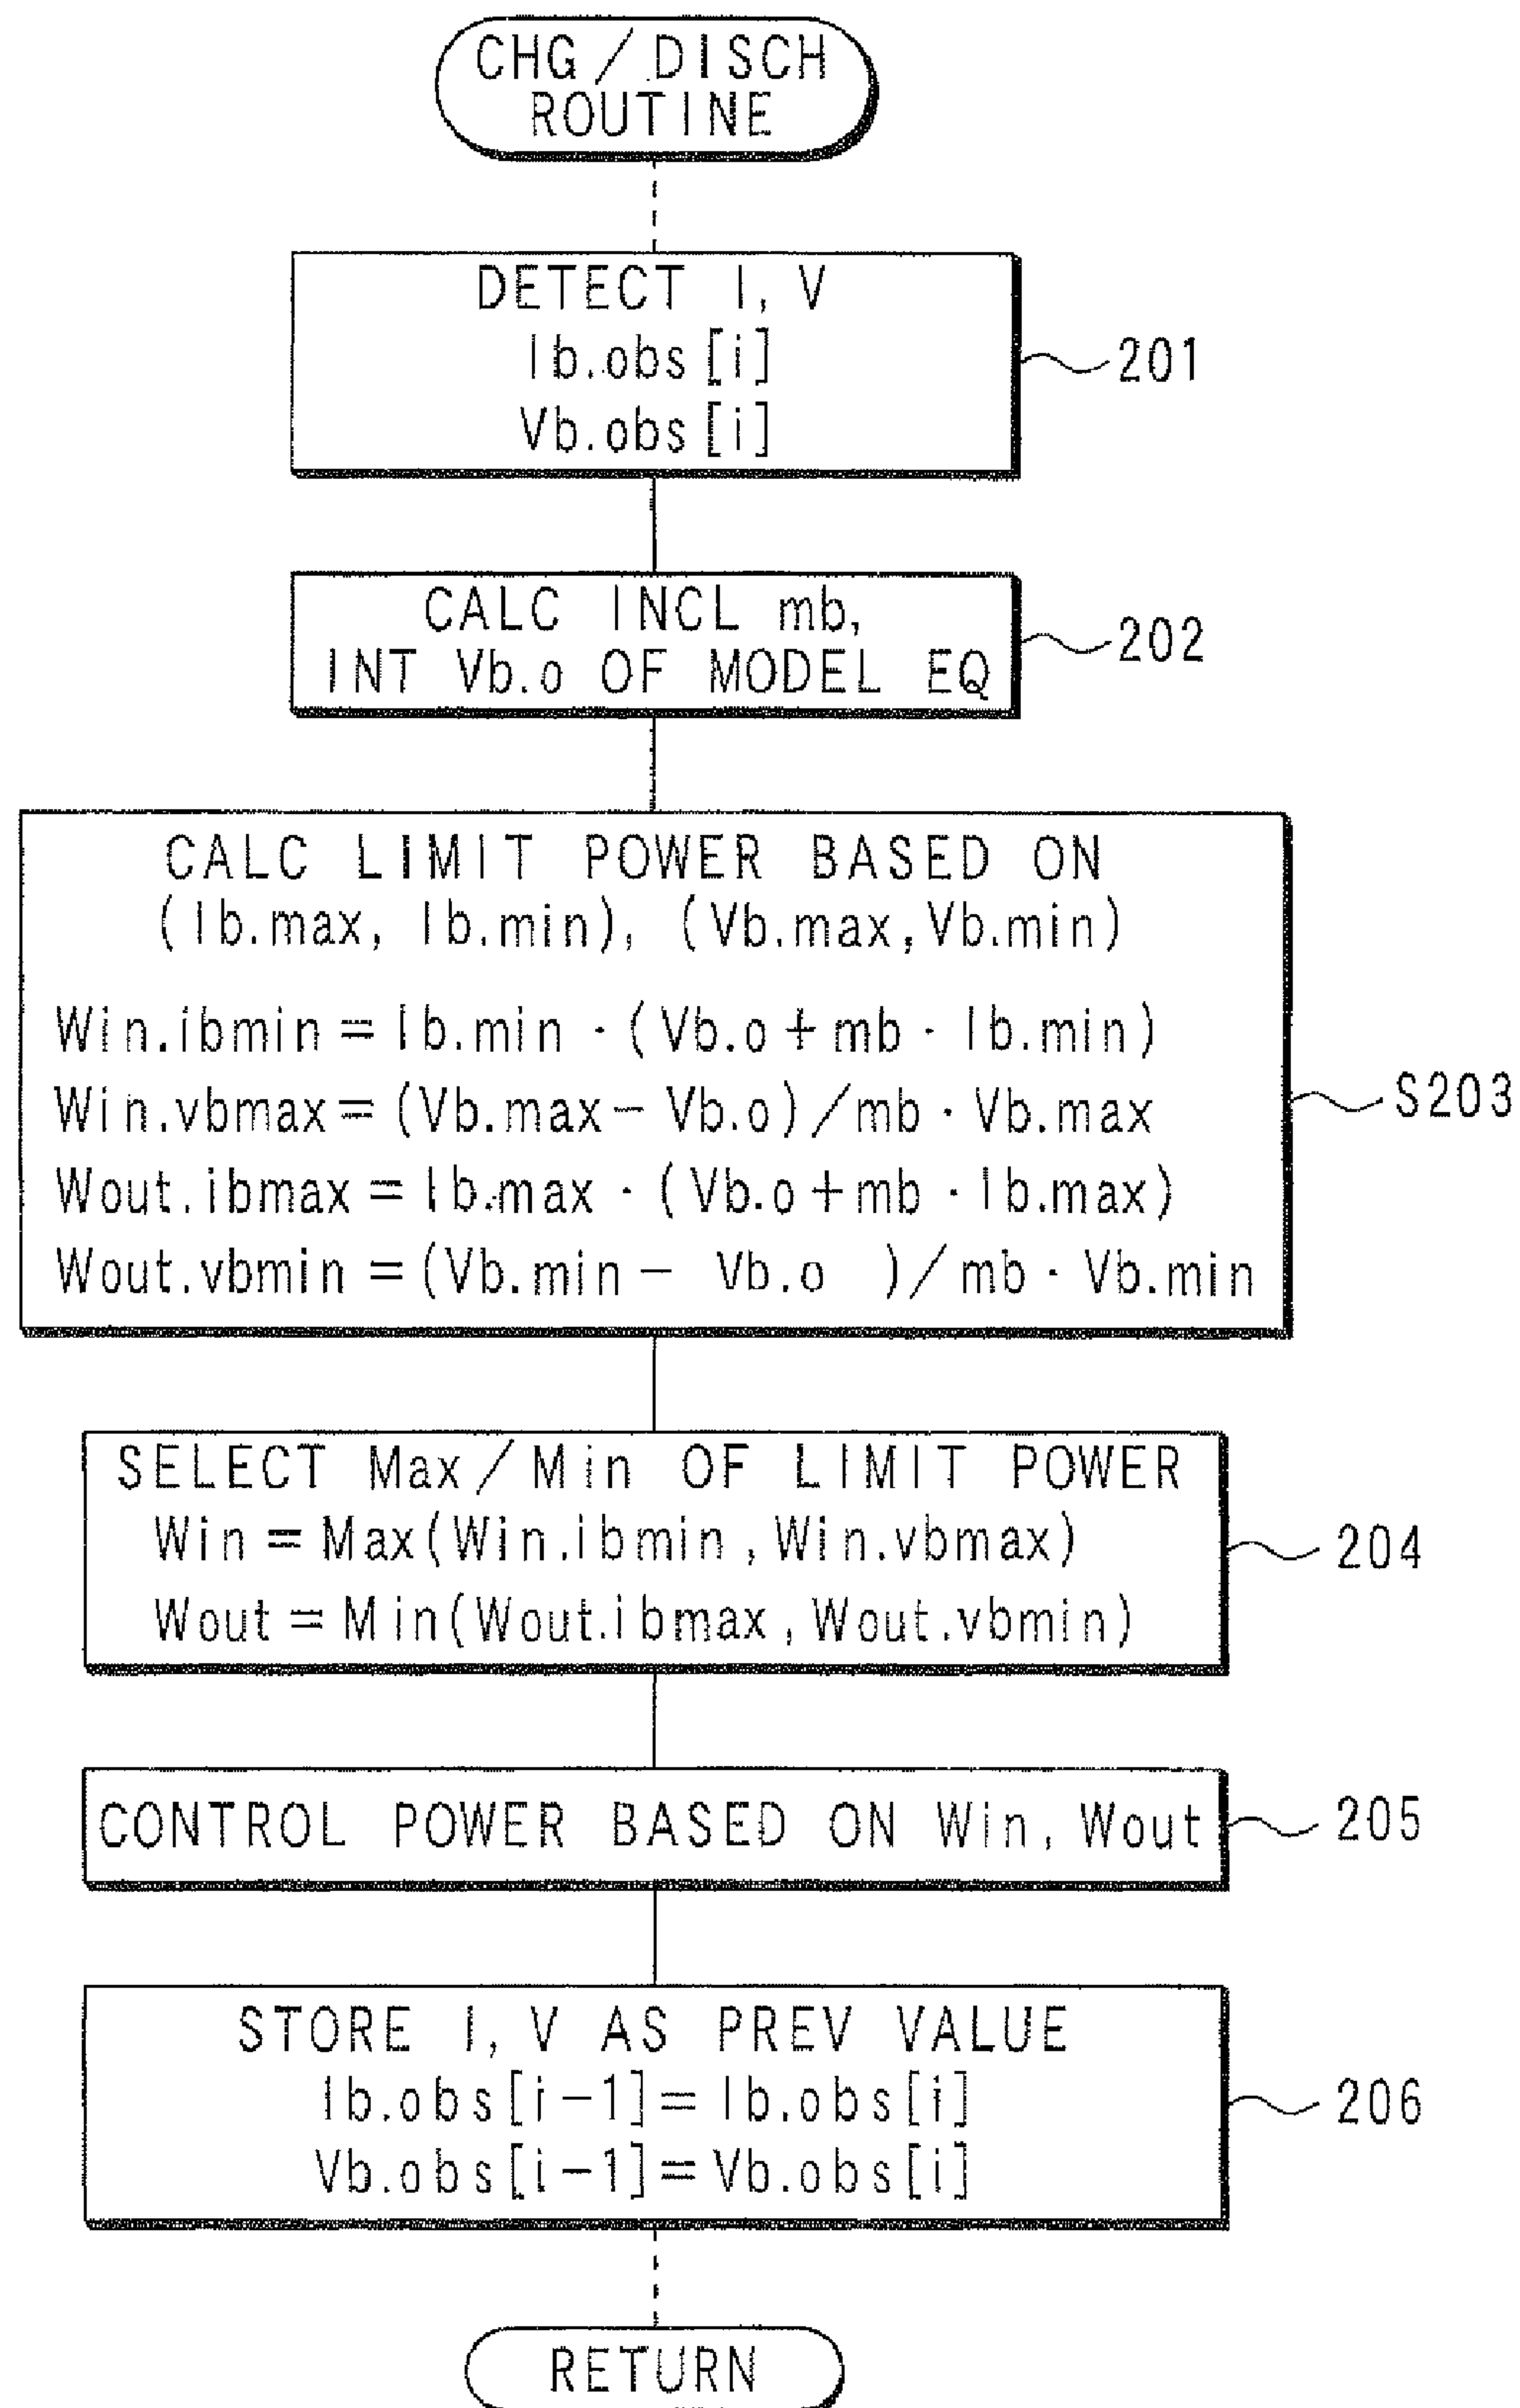 CHG/DISCH
ROUTINE
DETECT I, V
Ib.obs[i]
Vb.obs[i]
201
CALC INCL mb,
INT Vb.o OF MODEL EQ
202
CALC LIMIT POWER BASED ON
(Ib.max, Ib.min), (Vb.max, Vb.min)
Win.ibmin = Ib.min · (Vb.o + mb · Ib.min)
Win.vbmax = (Vb.max - Vb.o)/mb · Vb.max
Wout.ibmax = Ib.max · (Vb.o + mb · Ib.max)
Wout.vbmin = (Vb.min - Vb.o )/mb · Vb.min
S203
SELECT Max/Min OF LIMIT POWER
Win = Max(Win.ibmin, Win.vbmax)
Wout = Min(Wout.ibmax, Wout.vbmin)
204
CONTROL POWER BASED ON Win, Wout
205
STORE I, V AS PREV VALUE
Ib.obs[i-1] = Ib.obs[i]
Vb.obs[i-1] = Vb.obs[i]
206
RETURN